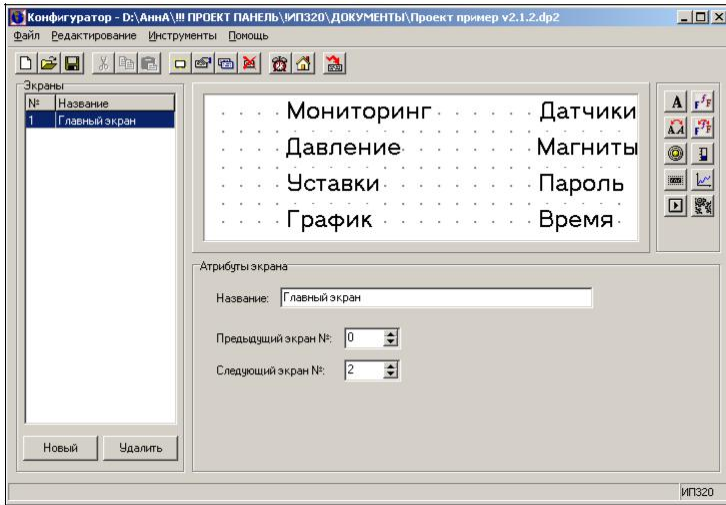 Конфигуратор - D:\АннА\!!! ПРОЕКТ ПАНЕЛЬ\!ИП320\ДОКУМЕНТЫ\Проект пример v2.1.2.dp2
Файл Редактирование Инструменты Помощь
Экраны
№ Название
1 Главный экран
Мониторинг Датчики
Давление Магниты
Уставки Пароль
График Время
Атрибуты экрана
Название: Главный экран
Предыдущий экран №: 0
Следующий экран №: 2
Новый Удалить
ИП320